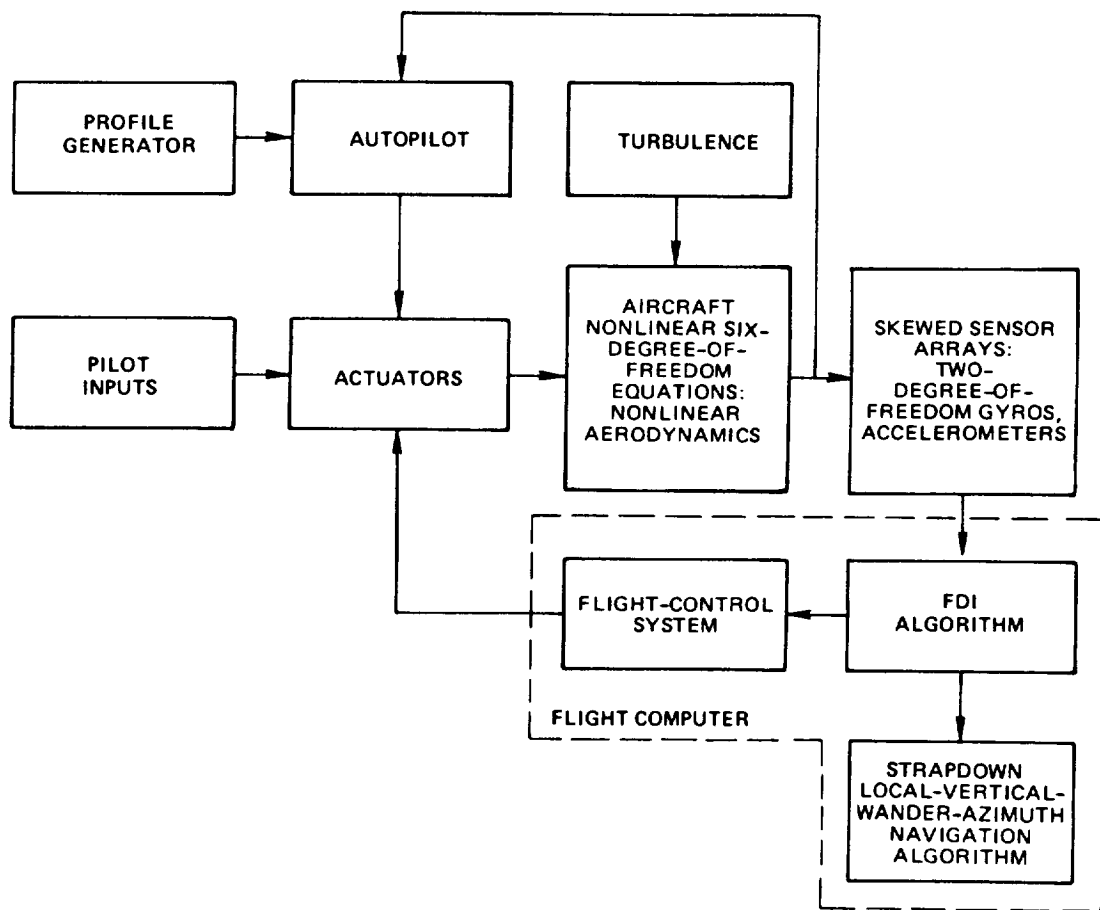 PROFILE
GENERATOR
AUTOPILOT
TURBULENCE
PILOT
INPUTS
ACTUATORS
AIRCRAFT
NONLINEAR SIX-
DEGREE-OF-
FREEDOM
EQUATIONS:
NONLINEAR
AERODYNAMICS
SKEWED SENSOR
ARRAYS:
TWO-
DEGREE-OF-
FREEDOM GYROS,
ACCELEROMETERS
FLIGHT-CONTROL
SYSTEM
FDI
ALGORITHM
FLIGHT COMPUTER
STRAPDOWN
LOCAL-VERTICAL-
WANDER-AZIMUTH
NAVIGATION
ALGORITHM